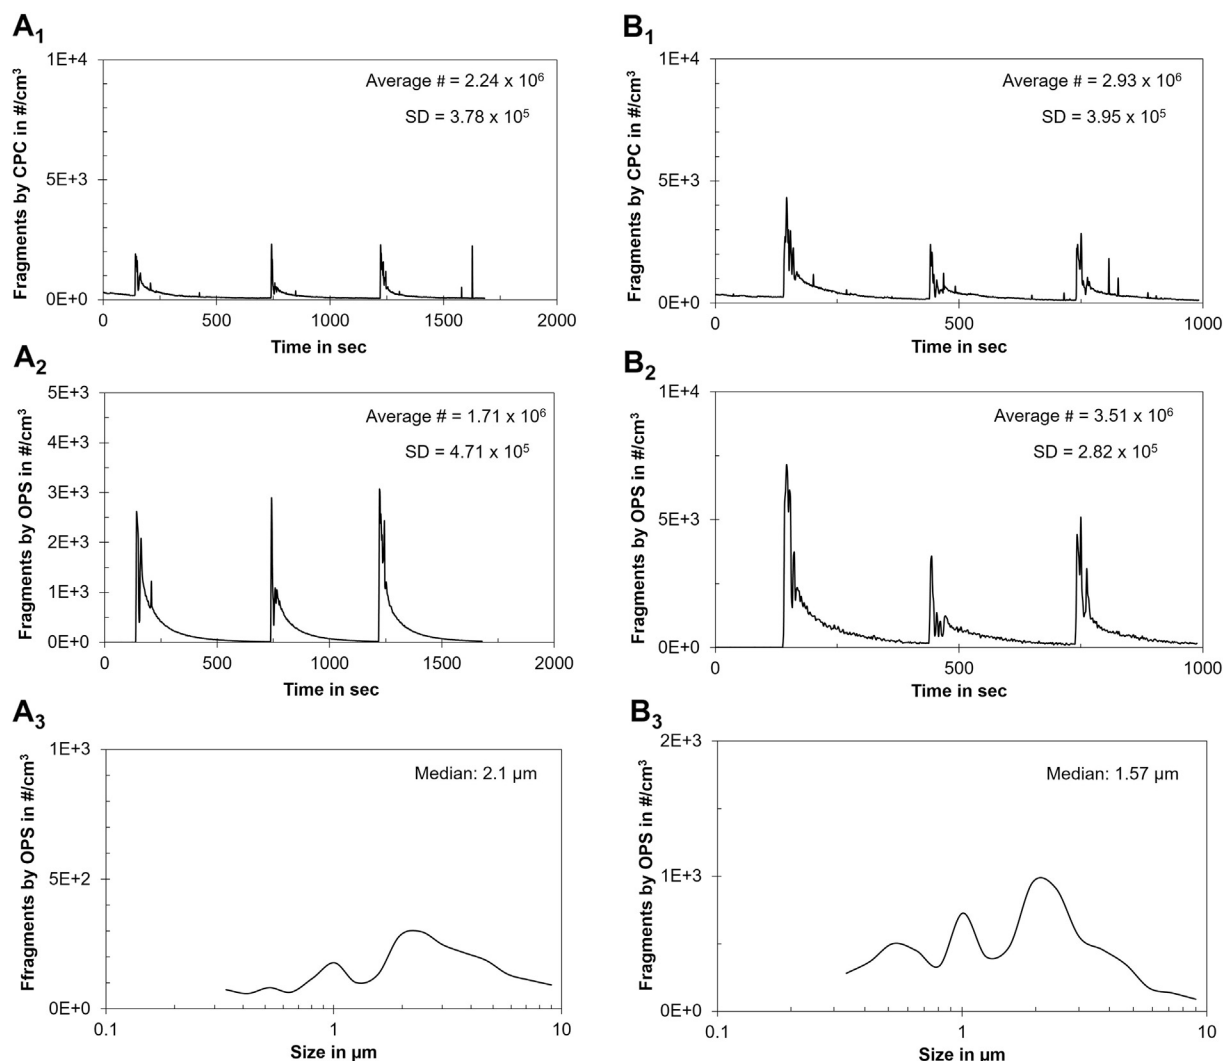 A1
Fragments by CPC in #/cm³
1E+4
5E+3
0E+0
Average # = 2.24 x 10⁶
SD = 3.78 x 10⁵
0 500 1000 1500 2000
Time in sec
B1
Fragments by CPC in #/cm³
1E+4
5E+3
0E+0
Average # = 2.93 x 10⁶
SD = 3.95 x 10⁵
0 500 1000
Time in sec
A2
Fragments by OPS in #/cm³
5E+3
4E+3
3E+3
2E+3
1E+3
0E+0
Average # = 1.71 x 10⁶
SD = 4.71 x 10⁵
0 500 1000 1500 2000
Time in sec
B2
Fragments by OPS in #/cm³
1E+4
5E+3
0E+0
Average # = 3.51 x 10⁶
SD = 2.82 x 10⁵
0 500 1000
Time in sec
A3
Ffragments by OPS in #/cm³
1E+3
5E+2
0E+0
Median: 2.1 µm
0.1 1 10
Size in µm
B3
Fragments by OPS in #/cm³
2E+3
1E+3
0E+0
Median: 1.57 µm
0.1 1 10
Size in µm